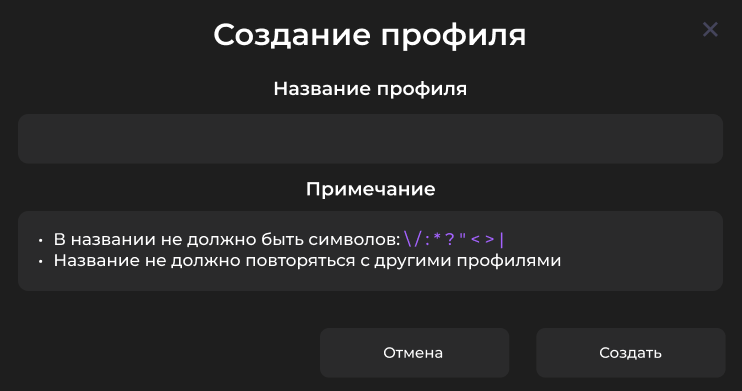 Создание профиля
Название профиля
Примечание
• В названии не должно быть символов: \ / : * ? " < > |
• Название не должно повторяться с другими профилями
Отмена
Создать